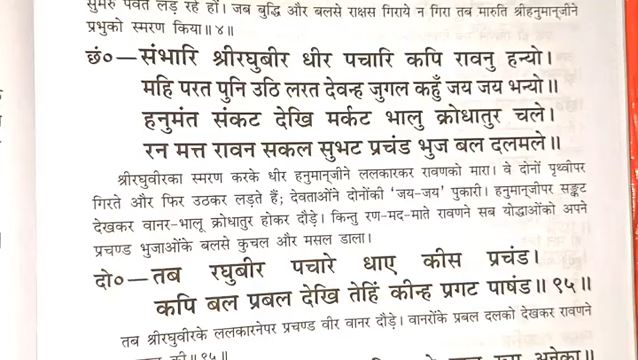 सुमेरु पर्वत लड़ रहे हों। जब बुद्धि और बलसे राक्षस गिराये न गिरा तब मारुति श्रीहनुमान्‌जीने
प्रभुको स्मरण किया॥४॥
छं०—संभारि श्रीरघुबीर धीर पचारि कपि रावनु हन्यो।
महि परत पुनि उठि लरत देवन्ह जुगल कहुँ जय जय भन्यो॥
हनुमंत संकट देखि मर्कट भालु क्रोधातुर चले।
रन मत्त रावन सकल सुभट प्रचंड भुज बल दलमले॥
श्रीरघुवीरका स्मरण करके धीर हनुमान्‌जीने ललकारकर रावणको मारा। वे दोनों पृथ्वीपर
गिरते और फिर उठकर लड़ते हैं; देवताओंने दोनोंकी ‘जय-जय’ पुकारी। हनुमान्‌जीपर सङ्कट
देखकर वानर-भालू क्रोधातुर होकर दौड़े। किन्तु रण-मद-माते रावणने सब योद्धाओंको अपने
प्रचण्ड भुजाओंके बलसे कुचल और मसल डाला।
दो०—तब रघुबीर पचारे धाए कीस प्रचंड।
कपि बल प्रबल देखि तेहिं कीन्ह प्रगट पाषंड॥९५॥
तब श्रीरघुवीरके ललकारनेपर प्रचण्ड वीर वानर दौड़े। वानरोंके प्रबल दलको देखकर रावणने
की॥९५॥
अनेका॥